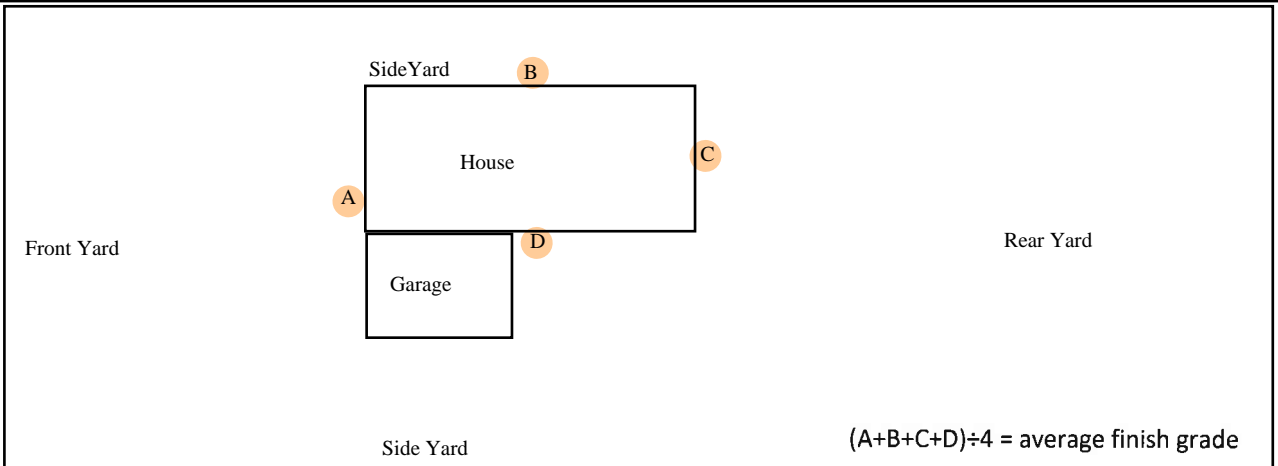 SideYard
B
House
C
A
Front Yard
D
Rear Yard
Garage
Side Yard
(A+B+C+D)÷4 = average finish grade